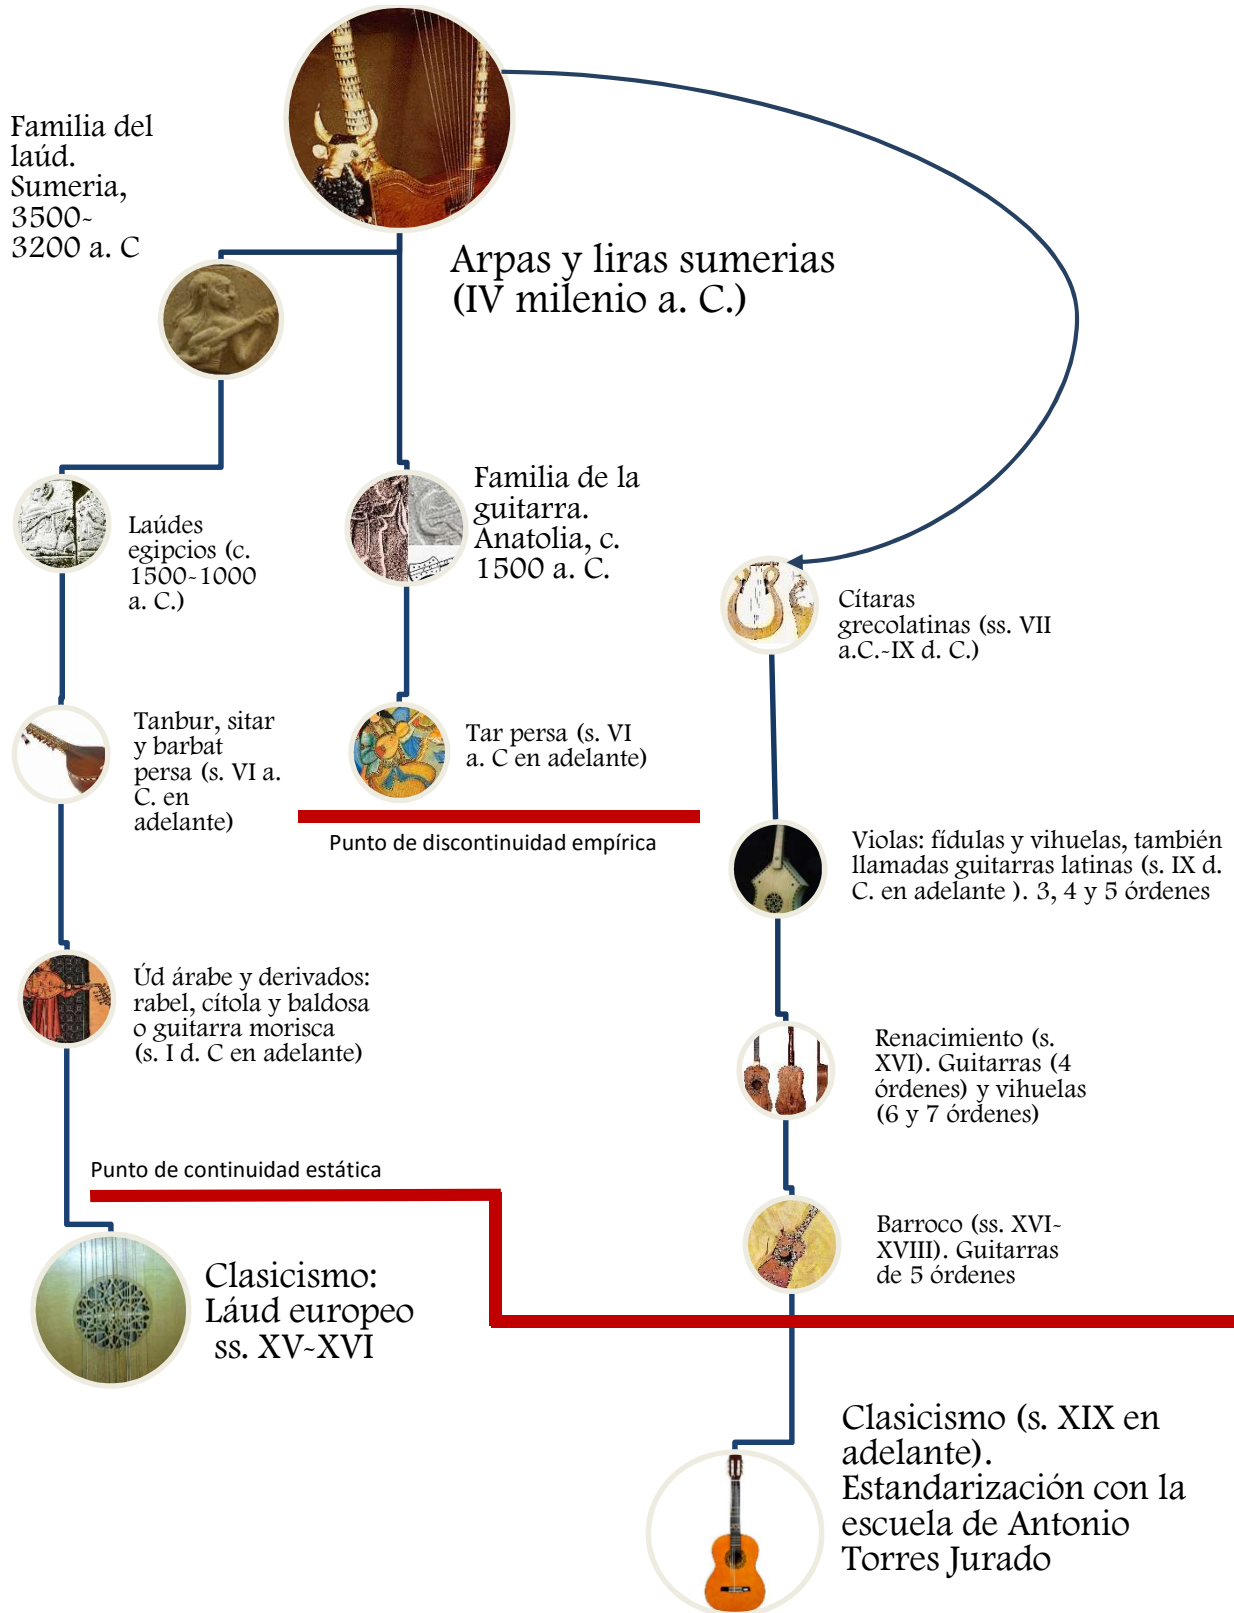 Familia del
laúd.
Sumeria,
3500-
3200 a. C
Arpas y liras sumerias
(IV milenio a. C.)
Laúdes
egipcios (c.
1500-1000
a. C.)
Familia de la
guitarra.
Anatolia, c.
1500 a. C.
Cítaras
grecolatinas (ss. VII
a.C.-IX d. C.)
Tanbur, sitar
y barbat
persa (s. VI a.
C. en
adelante)
Tar persa (s. VI
a. C en adelante)
Punto de discontinuidad empírica
Violas: fídulas y vihuelas, también
llamadas guitarras latinas (s. IX d.
C. en adelante ). 3, 4 y 5 órdenes
Úd árabe y derivados:
rabel, cítola y baldosa
o guitarra morisca
(s. I d. C en adelante)
Renacimiento (s.
XVI). Guitarras (4
órdenes) y vihuelas
(6 y 7 órdenes)
Punto de continuidad estática
Barroco (ss. XVI-
XVIII). Guitarras
de 5 órdenes
Clasicismo:
Láud europeo
ss. XV-XVI
Clasicismo (s. XIX en
adelante).
Estandarización con la
escuela de Antonio
Torres Jurado